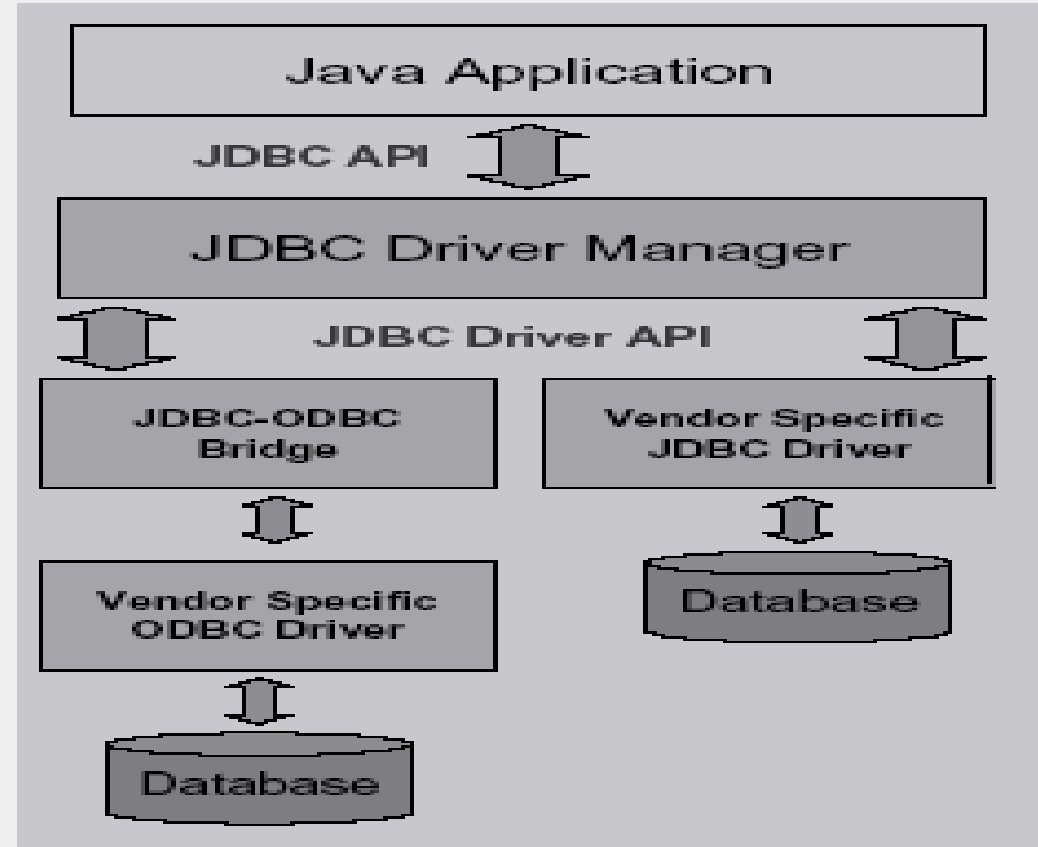 Java Application
JDBC API
JDBC Driver Manager
JDBC Driver API
JDBC-ODBC
Bridge
Vendor Specific
JDBC Driver
Vendor Specific
ODBC Driver
Database
Database